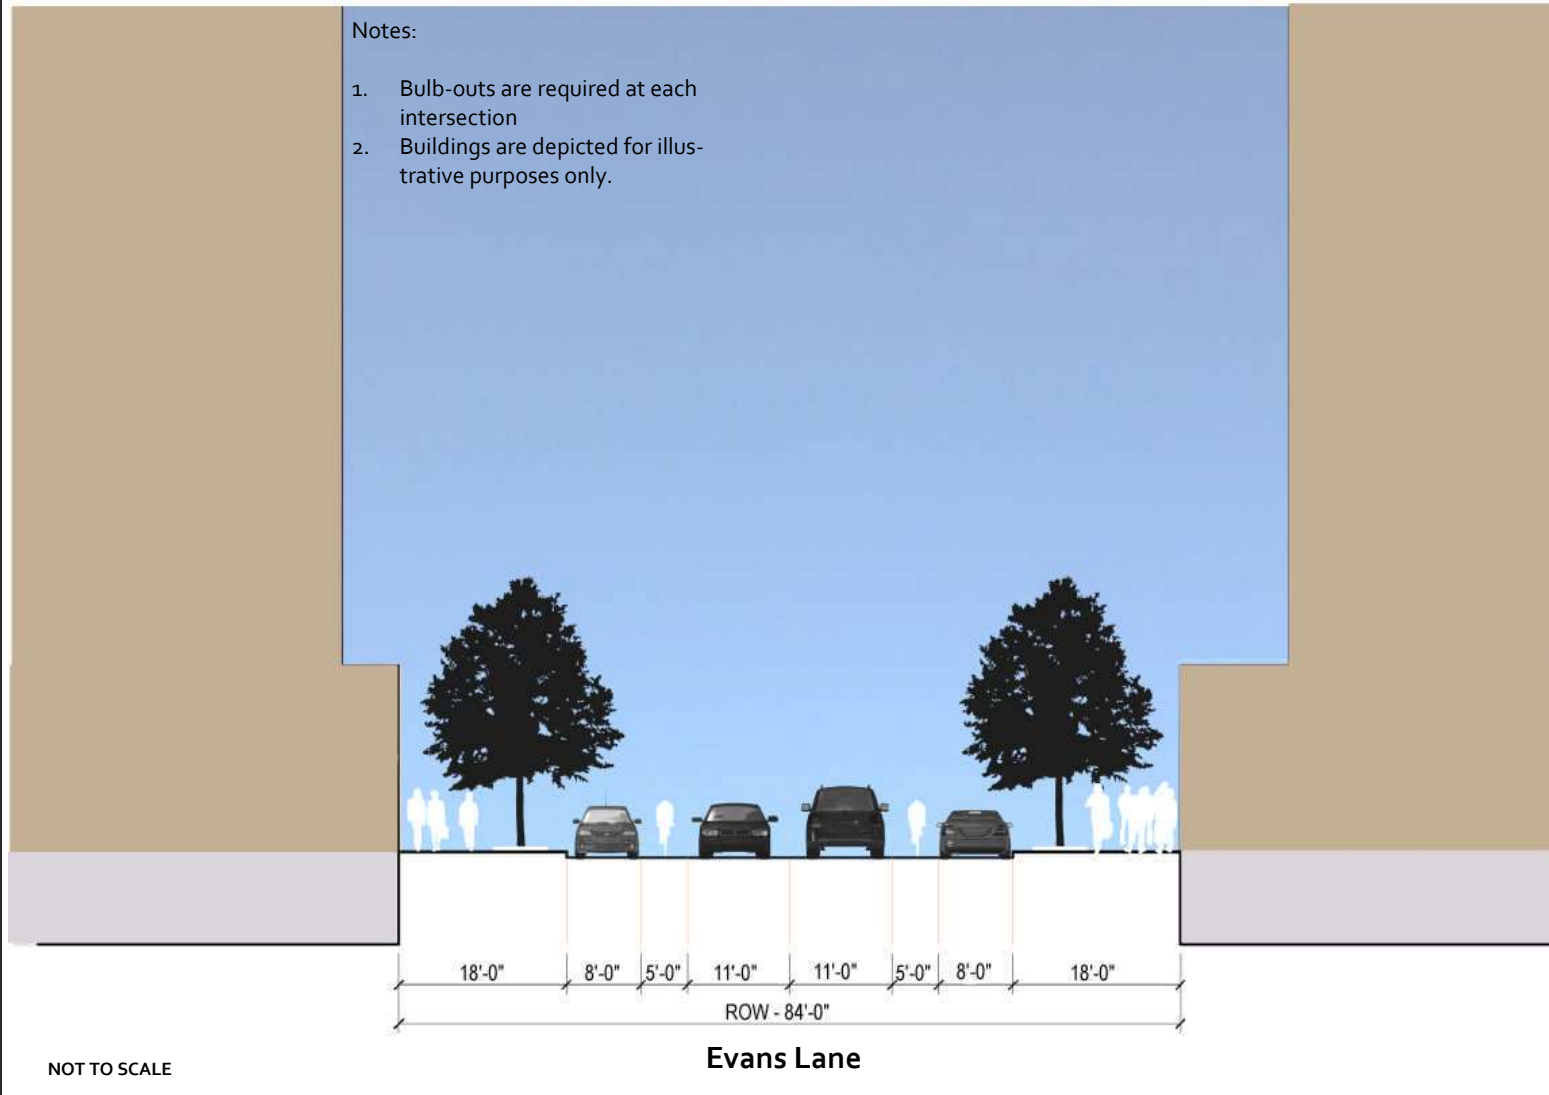 Notes:
1. Bulb-outs are required at each
intersection
2. Buildings are depicted for illus-
trative purposes only.
18'-0" 8'-0" 5'-0" 11'-0" 11'-0" 5'-0" 8'-0" 18'-0"
ROW - 84'-0"
Evans Lane
NOT TO SCALE